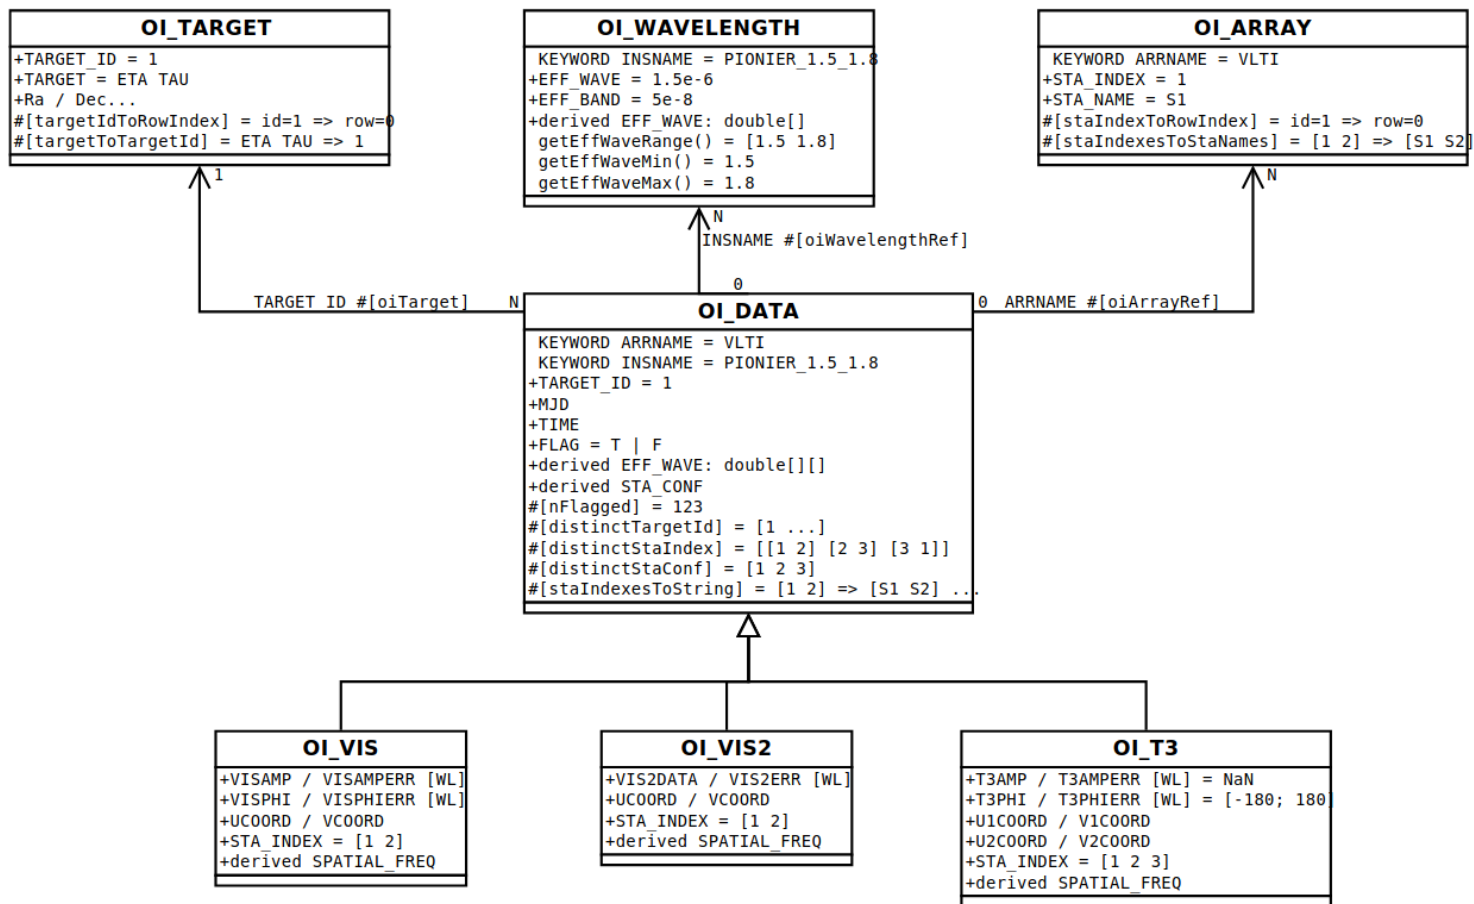 OI_TARGET
+TARGET_ID = 1
+TARGET = ETA TAU
+Ra / Dec...
#[targetIdToRowIndex] = id=1 => row=0
#[targetToTargetId] = ETA TAU => 1
OI_WAVELENGTH
KEYWORD INSNAME = PIONIER_1.5_1.8
+EFF_WAVE = 1.5e-6
+EFF_BAND = 5e-8
+derived EFF_WAVE: double[]
getEffWaveRange() = [1.5 1.8]
getEffWaveMin() = 1.5
getEffWaveMax() = 1.8
OI_ARRAY
KEYWORD ARRNAME = VLTI
+STA_INDEX = 1
+STA_NAME = S1
#[staIndexToRowIndex] = id=1 => row=0
#[staIndexesToStaNames] = [1 2] => [S1 S2]
1
N
N
INSNAME #[oiWavelengthRef]
0
TARGET_ID #[oiTarget]
N
0
ARRNAME #[oiArrayRef]
OI_DATA
KEYWORD ARRNAME = VLTI
KEYWORD INSNAME = PIONIER_1.5_1.8
+TARGET_ID = 1
+MJD
+TIME
+FLAG = T | F
+derived EFF_WAVE: double[][]
+derived STA_CONF
#[nFlagged] = 123
#[distinctTargetId] = [1 ...]
#[distinctStaIndex] = [[1 2] [2 3] [3 1]]
#[distinctStaConf] = [1 2 3]
#[staIndexesToString] = [1 2] => [S1 S2] ...
OI_VIS
+VISAMP / VISAMPERR [WL]
+VISPHI / VISPHIERR [WL]
+UCOORD / VCOORD
+STA_INDEX = [1 2]
+derived SPATIAL_FREQ
OI_VIS2
+VIS2DATA / VIS2ERR [WL]
+UCOORD / VCOORD
+STA_INDEX = [1 2]
+derived SPATIAL_FREQ
OI_T3
+T3AMP / T3AMPERR [WL] = NaN
+T3PHI / T3PHIERR [WL] = [-180; 180]
+U1COORD / V1COORD
+U2COORD / V2COORD
+STA_INDEX = [1 2 3]
+derived SPATIAL_FREQ